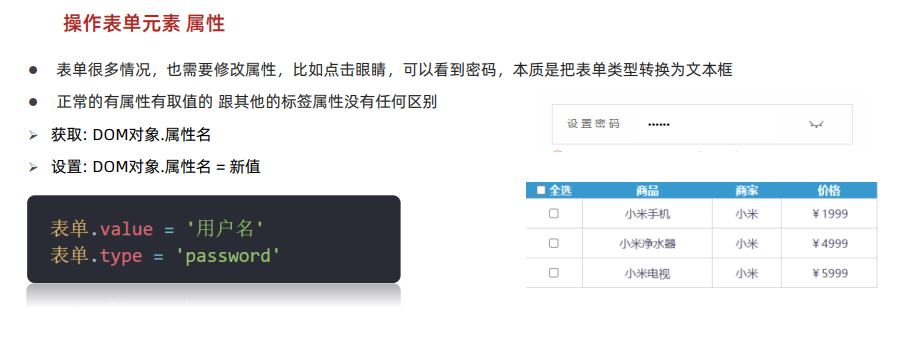 操作表单元素 属性
表单很多情况，也需要修改属性，比如点击眼睛，可以看到密码，本质是把表单类型转换为文本框
正常的有属性有取值的 跟其他的标签属性没有任何区别
获取: DOM对象.属性名
设置: DOM对象.属性名 = 新值
表单.value = '用户名'
表单.type = 'password'
设置密码 ••••••
全选 商品 商家 价格
小米手机 小米 ￥1999
小米净水器 小米 ￥4999
小米电视 小米 ￥5999